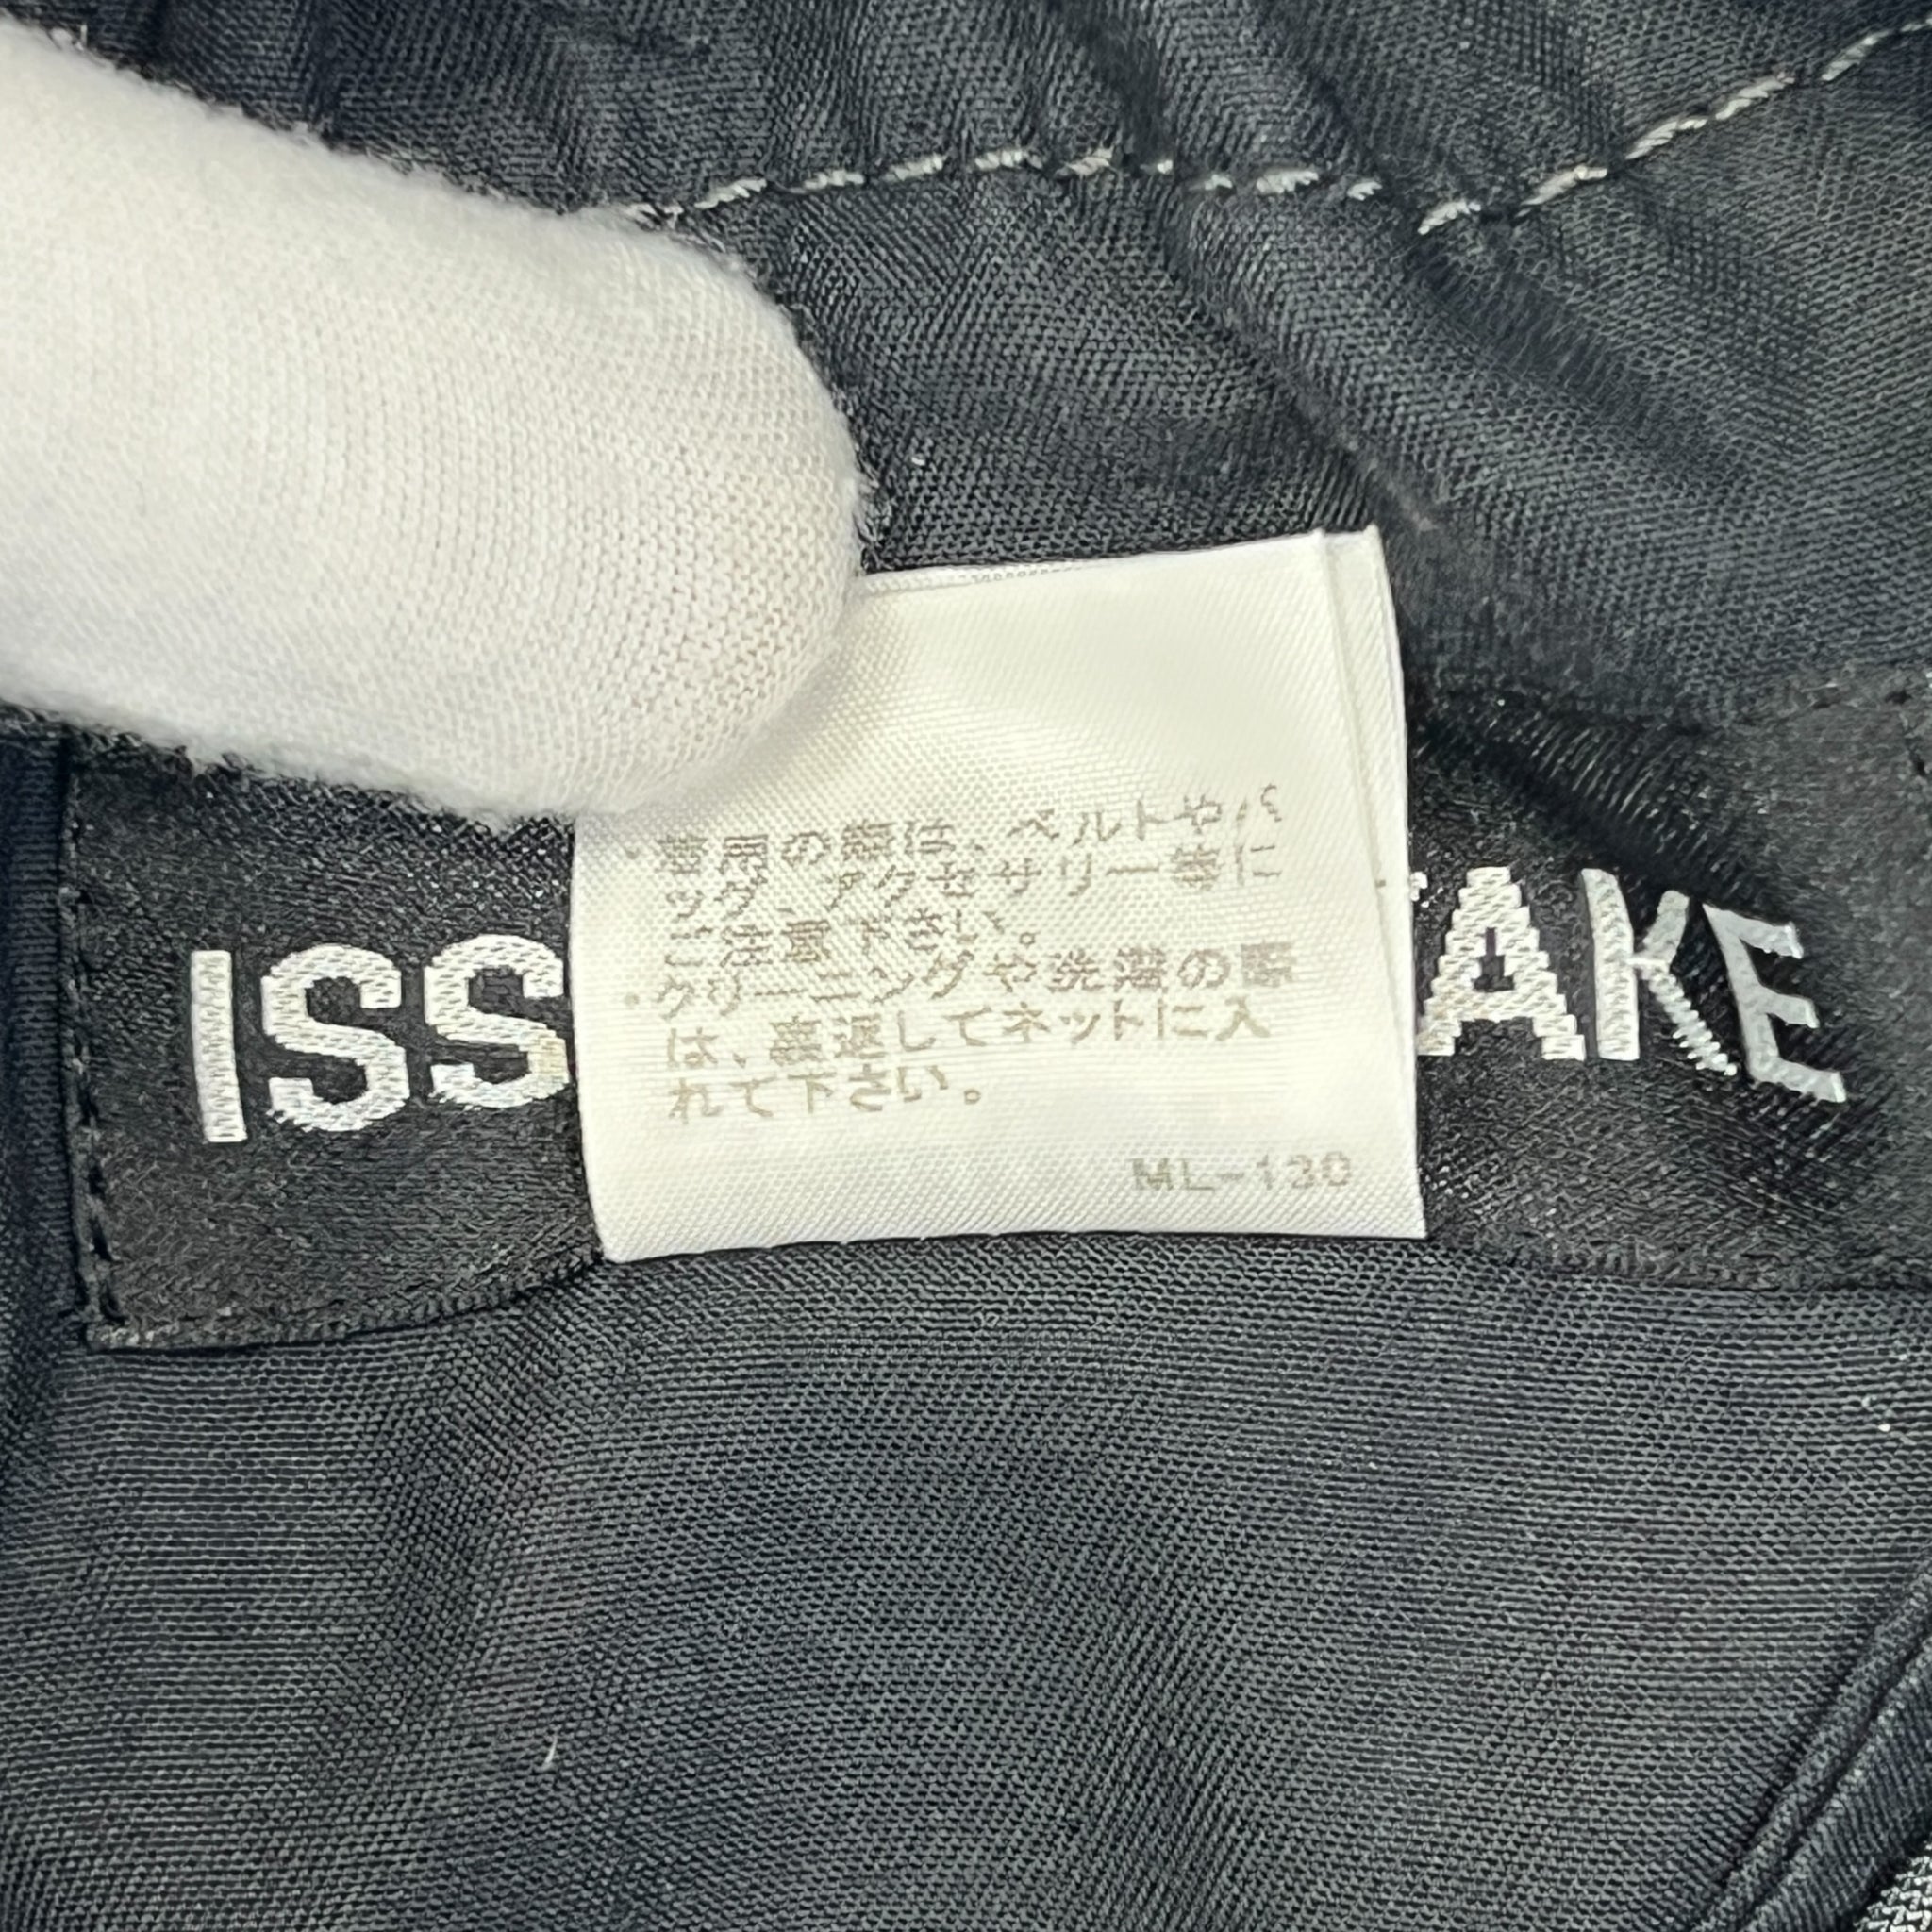 ・着用の際は、ベルトやバ
ッグ、アクセサリー等に
ご注意下さい。
・クリーニングや洗濯の際
は、裏返してネットに入
れて下さい。
ML-130
ISS
AKE